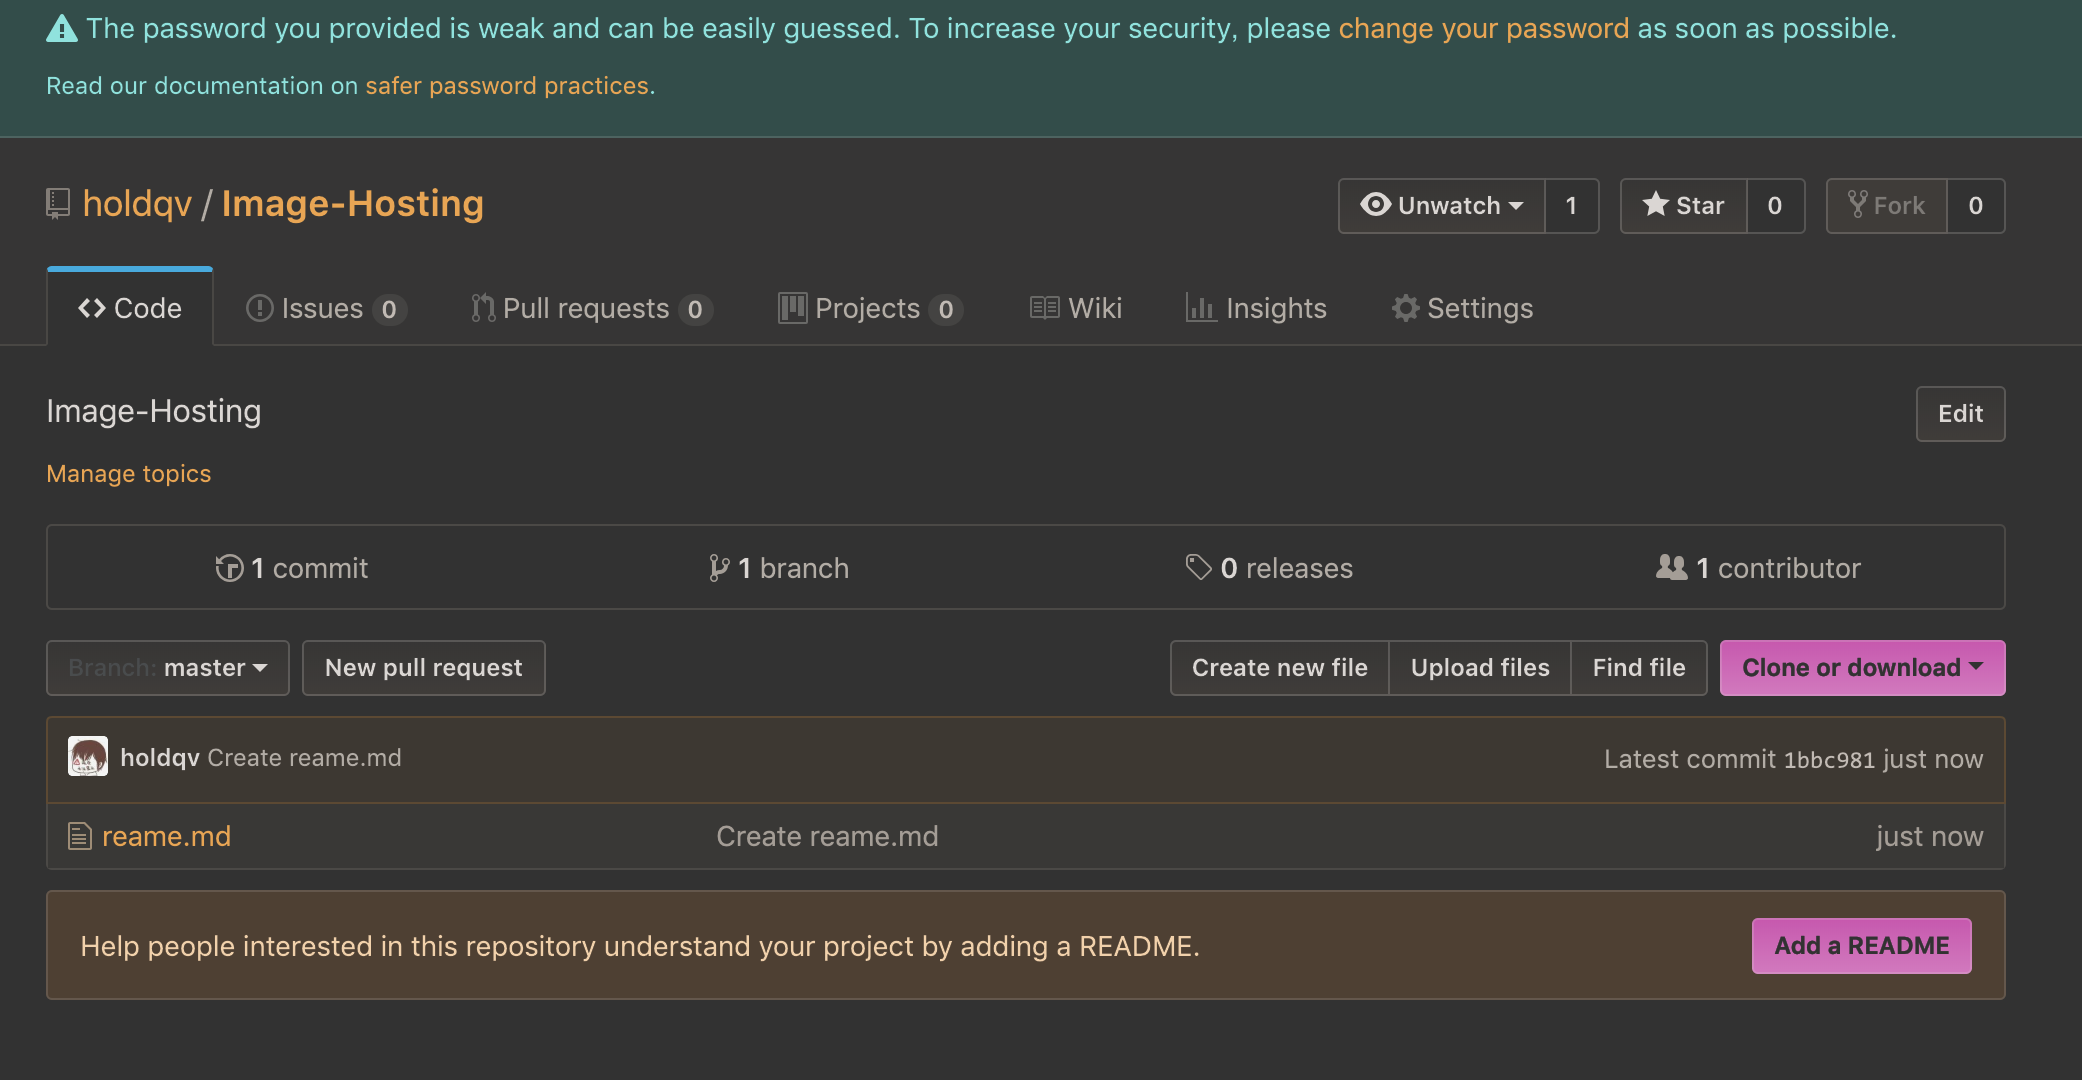 The password you provided is weak and can be easily guessed. To increase your security, please change your password as soon as possible.
Read our documentation on safer password practices.
holdqv / Image-Hosting
Unwatch 1 Star 0 Fork 0
Code Issues 0 Pull requests 0 Projects 0 Wiki Insights Settings
Image-Hosting
Edit
Manage topics
1 commit 1 branch 0 releases 1 contributor
Branch: master New pull request Create new file Upload files Find file Clone or download
holdqv Create reame.md Latest commit 1bbc981 just now
reame.md Create reame.md just now
Help people interested in this repository understand your project by adding a README. Add a README